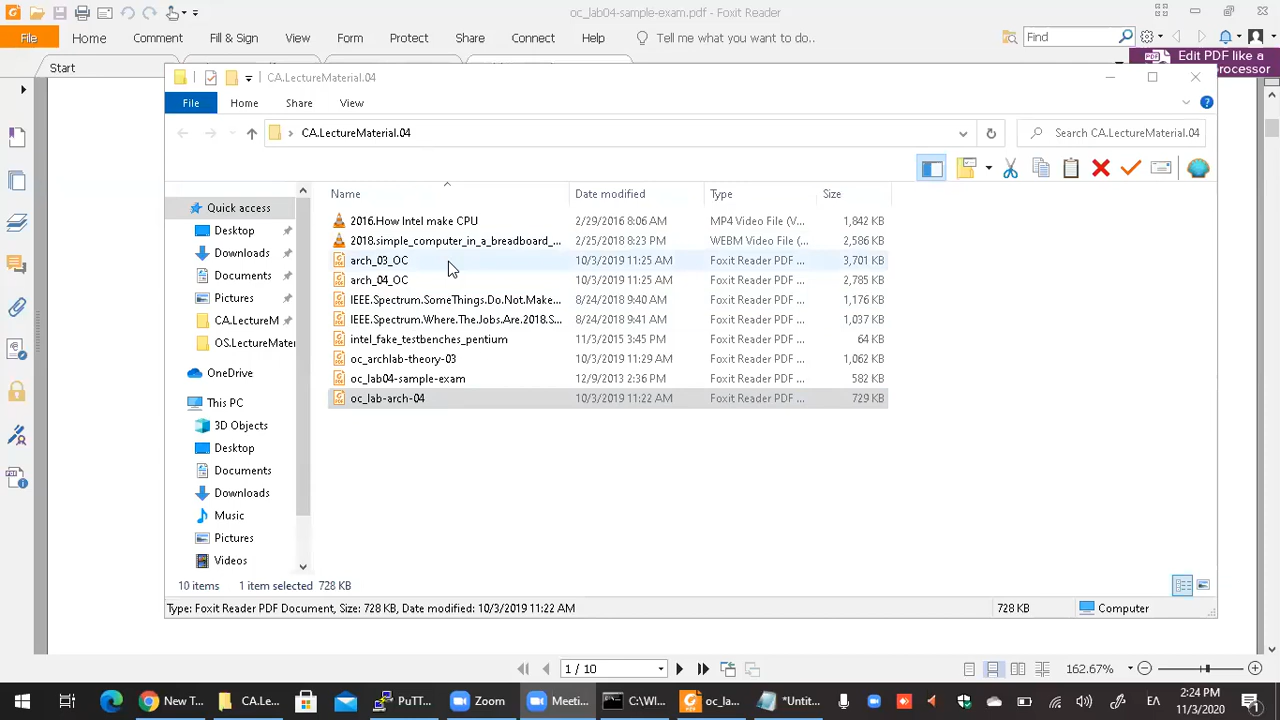 oc_lab04-sample-exam.pdf - Foxit Reader
File Home Comment Fill & Sign View Form Protect Share Connect Help Tell me what you want to do.. Find
Start
Edit PDF like a
rocessor
CA.LectureMaterial.04
File Home Share View
CA.LectureMaterial.04 Search CA.LectureMaterial.04
Name Date modified Type Size
Quick access
Desktop
Downloads
Documents
Pictures
CA.LectureM
OS.LectureMater
OneDrive
This PC
3D Objects
Desktop
Documents
Downloads
Music
Pictures
Videos
2016.How Intel make CPU 2/29/2016 8:06 AM MP4 Video File (V... 1,842 KB
2018.simple_computer_in_a_breadboard_... 2/25/2018 8:23 PM WEBM Video File (... 2,586 KB
arch_03_OC 10/3/2019 11:25 AM Foxit Reader PDF ... 3,701 KB
arch_04_OC 10/3/2019 11:25 AM Foxit Reader PDF ... 2,785 KB
IEEE.Spectrum.SomeThings.Do.Not.Make... 8/24/2018 9:40 AM Foxit Reader PDF ... 1,176 KB
IEEE.Spectrum.Where.The.Jobs.Are.2018.S... 8/24/2018 9:41 AM Foxit Reader PDF ... 1,037 KB
intel_fake_testbenches_pentium 11/3/2015 3:45 PM Foxit Reader PDF ... 64 KB
oc_archlab-theory-03 10/3/2019 11:29 AM Foxit Reader PDF ... 1,062 KB
oc_lab04-sample-exam 12/9/2013 2:36 PM Foxit Reader PDF ... 582 KB
oc_lab-arch-04 10/3/2019 11:22 AM Foxit Reader PDF ... 729 KB
10 items 1 item selected 728 KB
Type: Foxit Reader PDF Document, Size: 728 KB, Date modified: 10/3/2019 11:22 AM 728 KB Computer
1 / 10 162.67%
New T... CA.Le... PuTT... Zoom Meeti... C:\WI... oc_la... *Untit... ΕΛ 2:24 PM
11/3/2020